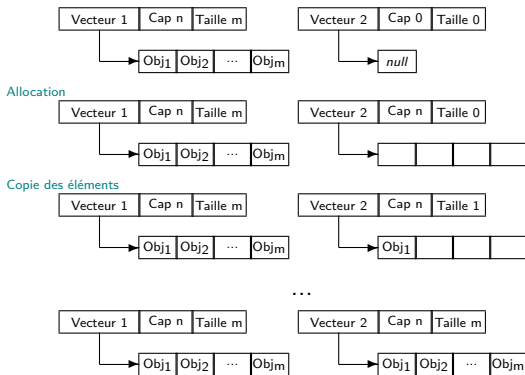 Vecteur 1 Cap n Taille m Vecteur 2 Cap 0 Taille 0
Obj1 Obj2 ... Objm null
Allocation
Vecteur 1 Cap n Taille m Vecteur 2 Cap n Taille 0
Obj1 Obj2 ... Objm
Copie des éléments
Vecteur 1 Cap n Taille m Vecteur 2 Cap n Taille 1
Obj1 Obj2 ... Objm Obj1
...
Vecteur 1 Cap n Taille m Vecteur 2 Cap n Taille m
Obj1 Obj2 ... Objm Obj1 Obj2 ... Objm